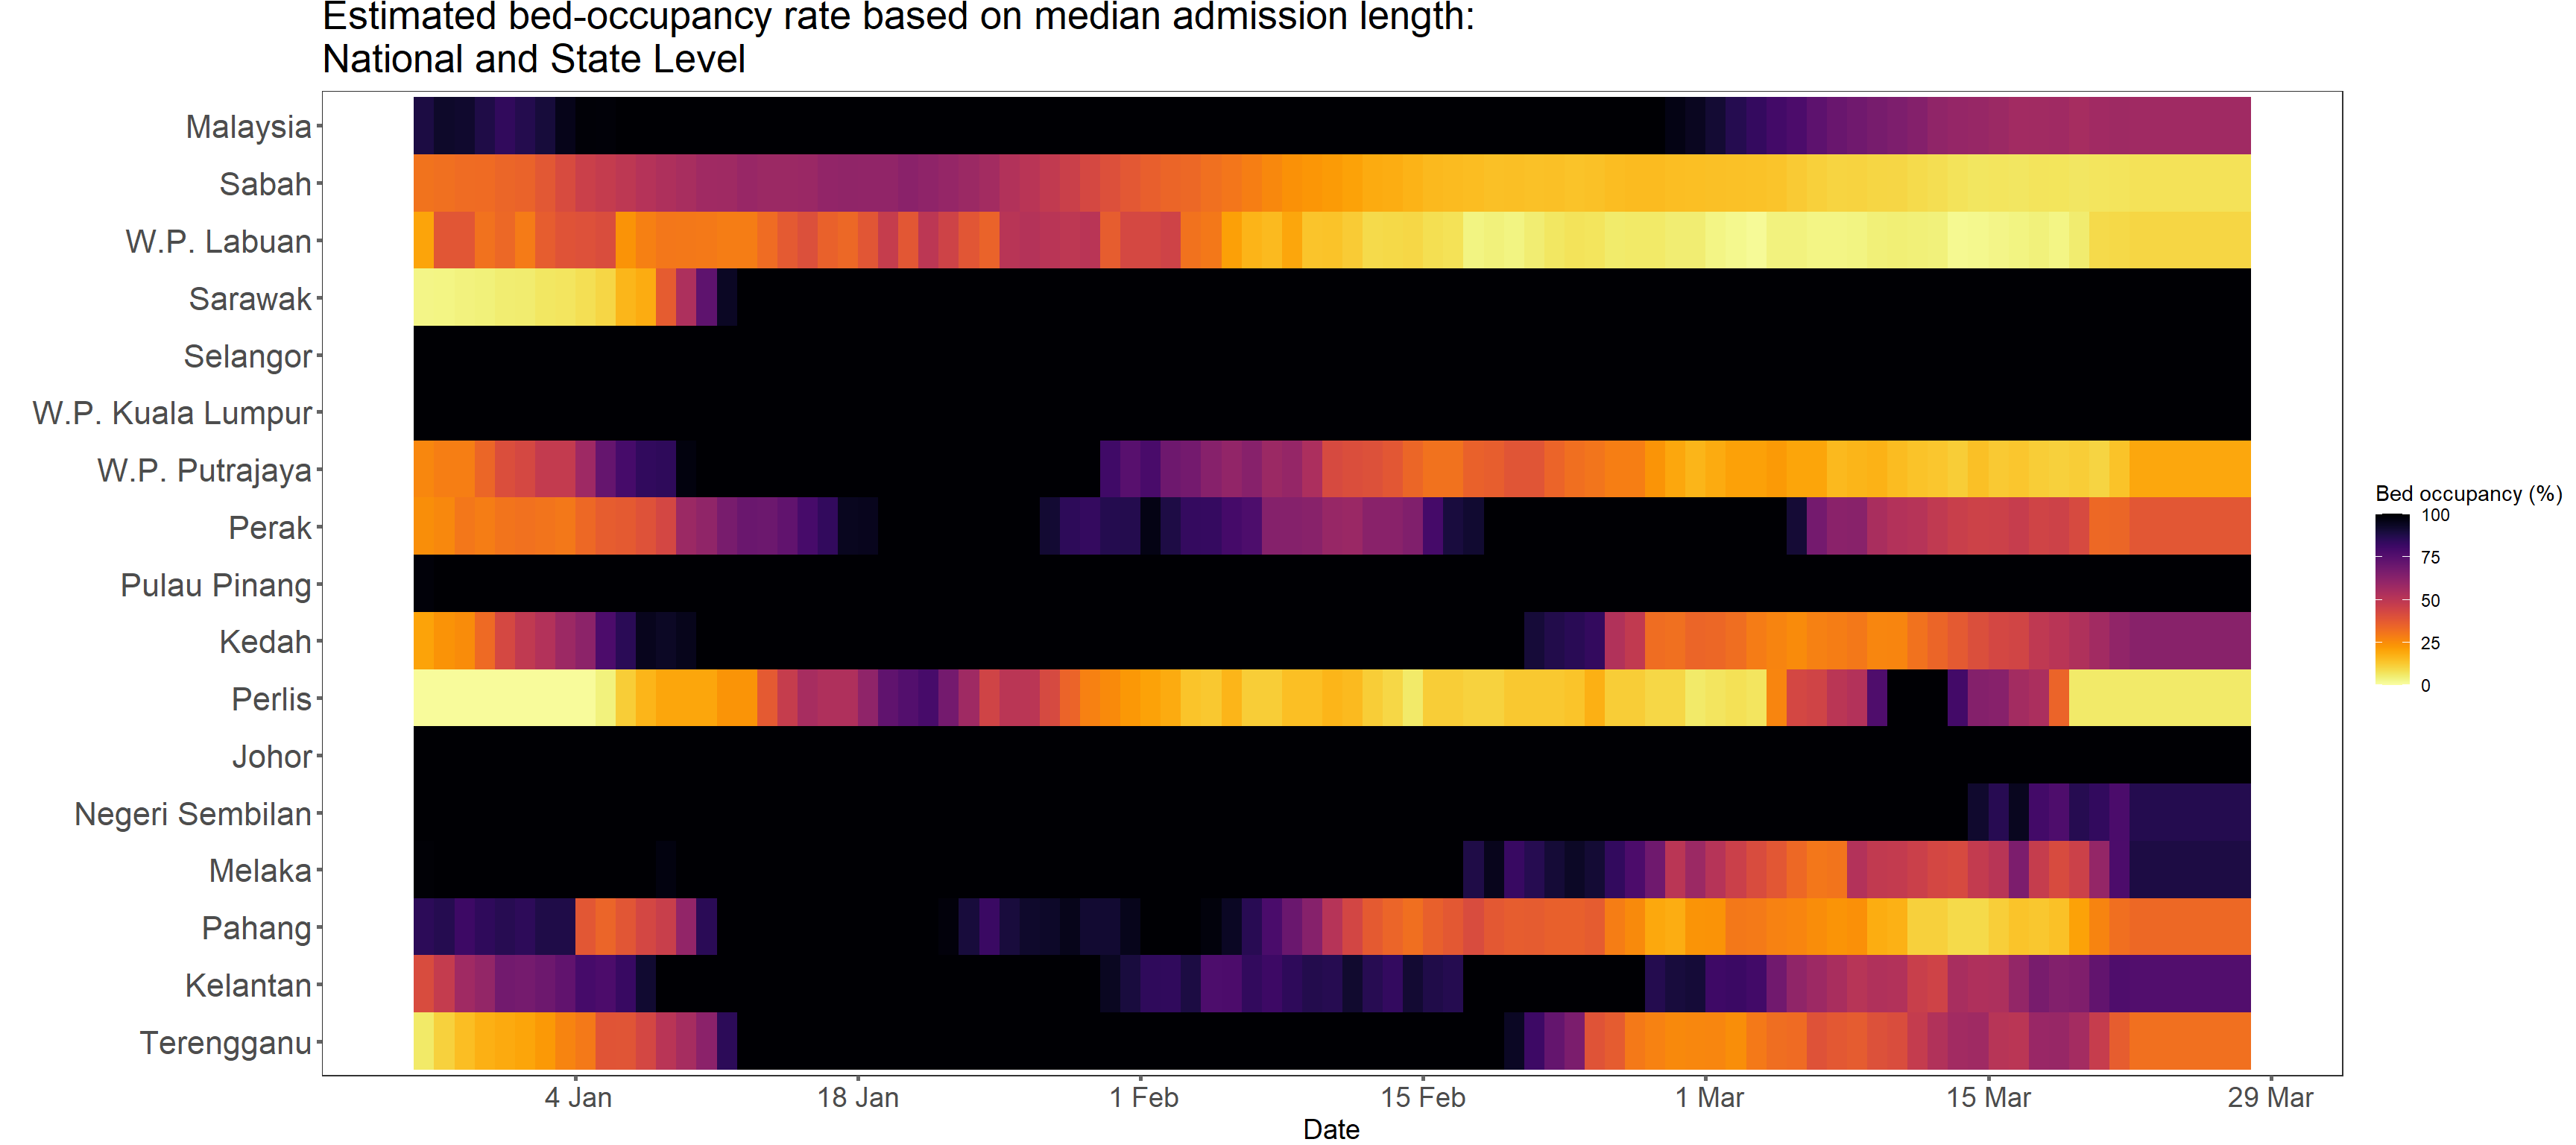 Estimated bed-occupancy rate based on median admission length:
National and State Level
Malaysia
Sabah
W.P. Labuan
Sarawak
Selangor
W.P. Kuala Lumpur
W.P. Putrajaya
Perak
Pulau Pinang
Kedah
Perlis
Johor
Negeri Sembilan
Melaka
Pahang
Kelantan
Terengganu
4 Jan
18 Jan
1 Feb
15 Feb
1 Mar
15 Mar
29 Mar
Date
Bed occupancy (%)
100
75
50
25
0